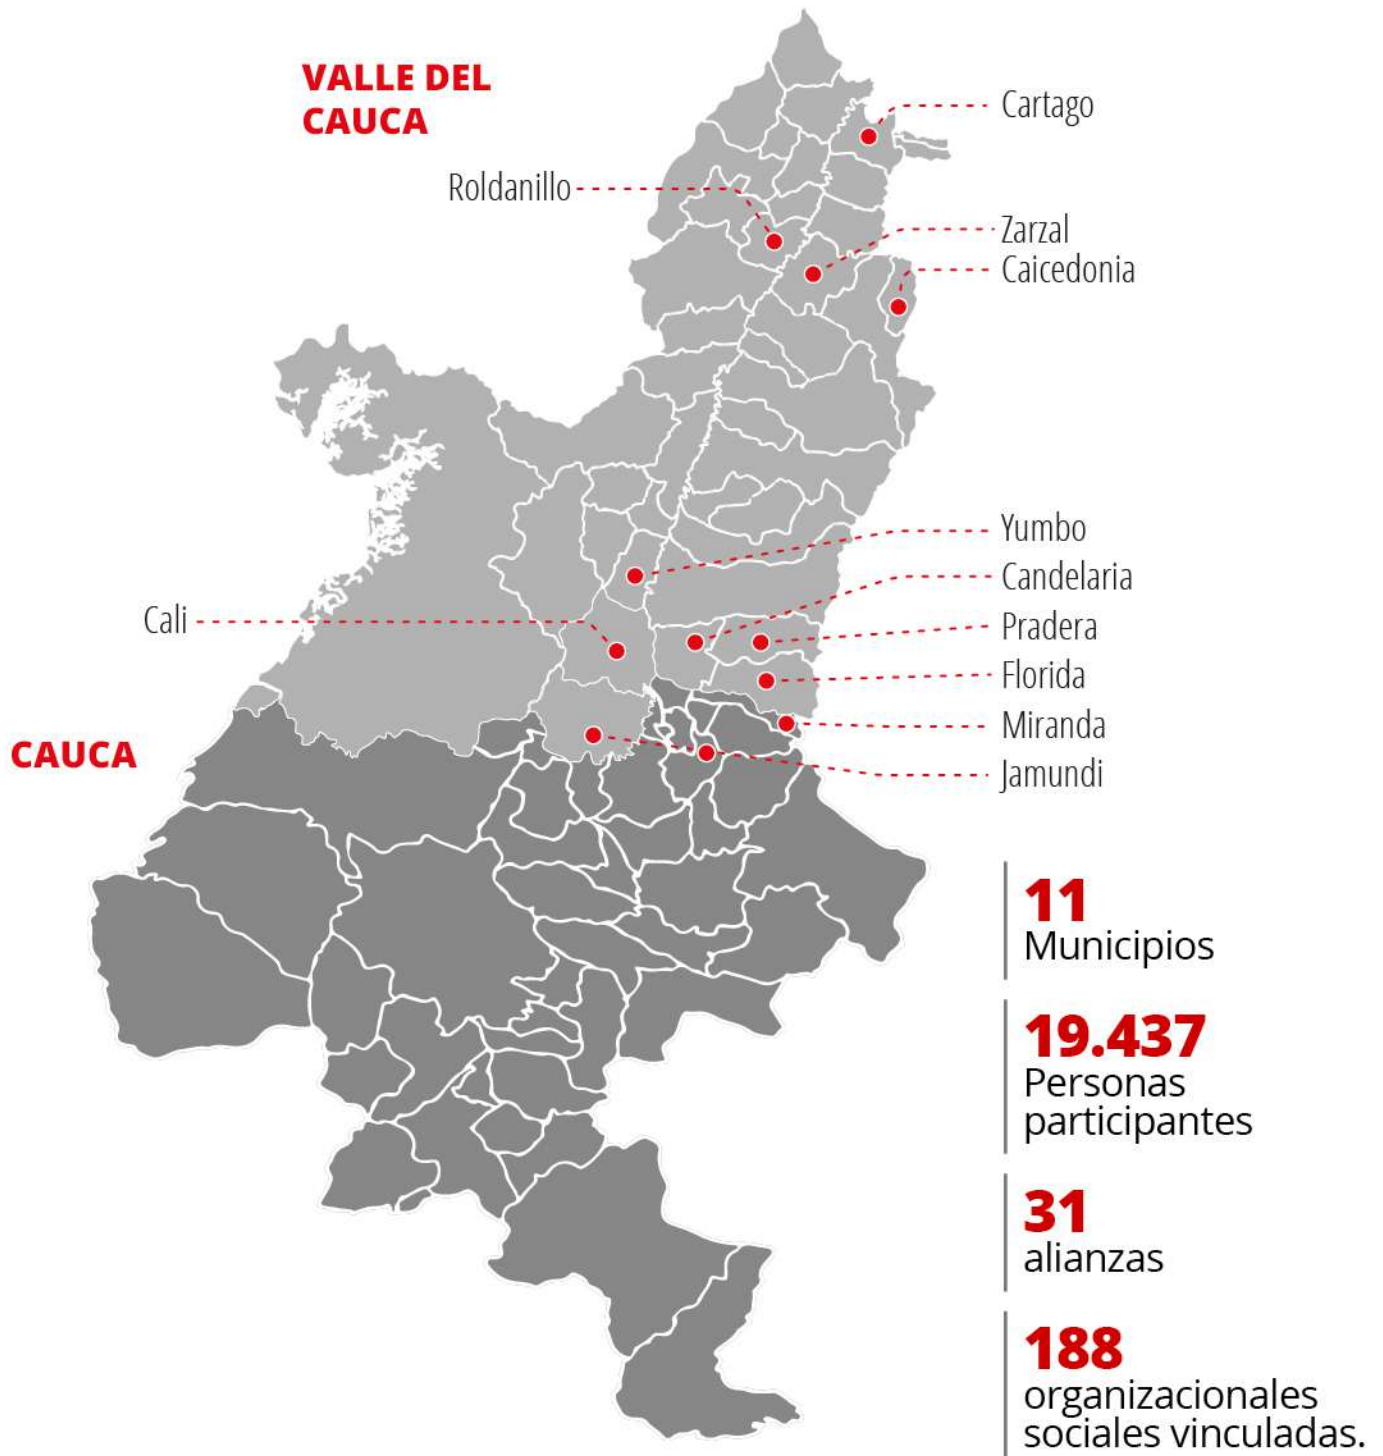 VALLE DEL
CAUCA
Cartago
Roldanillo
Zarzal
Caicedonia
Yumbo
Candelaria
Cali
Pradera
Florida
Miranda
CAUCA
Jamundi
11
Municipios
19.437
Personas
participantes
31
alianzas
188
organizacionales
sociales vinculadas.